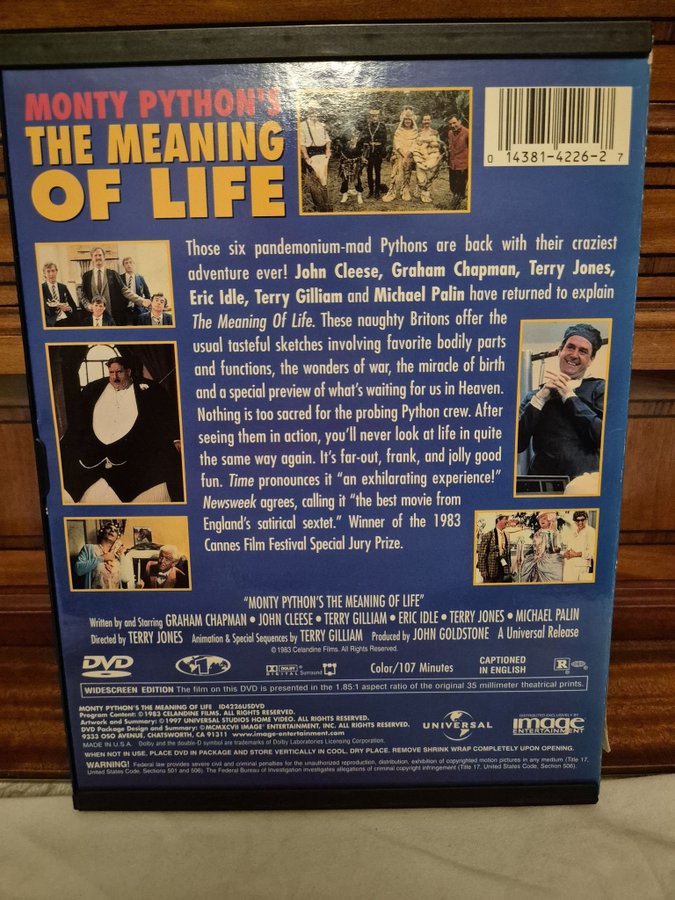 MONTY PYTHON'S
THE MEANING
OF LIFE
0 14381-4226-2 7
Those six pandemonium-mad Pythons are back with their craziest
adventure ever! John Cleese, Graham Chapman, Terry Jones,
Eric Idle, Terry Gilliam and Michael Palin have returned to explain
The Meaning Of Life. These naughty Britons offer the
usual tasteful sketches involving favorite bodily parts
and functions, the wonders of war, the miracle of birth
and a special preview of what's waiting for us in Heaven.
Nothing is too sacred for the probing Python crew. After
seeing them in action, you'll never look at life in quite
the same way again. It's far-out, frank, and jolly good
fun. Time pronounces it "an exhilarating experience!"
Newsweek agrees, calling it "the best movie from
England's satirical sextet." Winner of the 1983
Cannes Film Festival Special Jury Prize.
"MONTY PYTHON'S THE MEANING OF LIFE"
Written by and Starring GRAHAM CHAPMAN • JOHN CLEESE • TERRY GILLIAM • ERIC IDLE • TERRY JONES • MICHAEL PALIN
Directed by TERRY JONES Animation & Special Sequences by TERRY GILLIAM Produced by JOHN GOLDSTONE A Universal Release
© 1983 Celandine Films. All Rights Reserved.
DVD VIDEO 1 DOLBY DIGITAL Surround Color/107 Minutes CAPTIONED IN ENGLISH R
WIDESCREEN EDITION The film on this DVD is presented in the 1.85:1 aspect ratio of the original 35 millimeter theatrical prints.
MONTY PYTHON'S THE MEANING OF LIFE ID4226USDVD
Program Content: © 1983 CELANDINE FILMS. ALL RIGHTS RESERVED.
Artwork and Summary: © 1997 UNIVERSAL STUDIOS HOME VIDEO. ALL RIGHTS RESERVED.
DVD Package Design and Summary: © MCMXCVII IMAGE ENTERTAINMENT, INC. ALL RIGHTS RESERVED.
9333 OSO AVENUE, CHATSWORTH, CA 91311 www.image-entertainment.com
MADE IN U.S.A. Dolby and the double-D symbol are trademarks of Dolby Laboratories Licensing Corporation.
UNIVERSAL
DISTRIBUTED EXCLUSIVELY BY
image
ENTERTAINMENT
WHEN NOT IN USE, PLACE DVD IN PACKAGE AND STORE VERTICALLY IN COOL, DRY PLACE. REMOVE SHRINK WRAP COMPLETELY UPON OPENING.
WARNING! Federal law provides severe civil and criminal penalties for the unauthorized reproduction, distribution, exhibition of copyrighted motion pictures in any medium (Title 17,
United States Code, Sections 501 and 506). The Federal Bureau of Investigation investigates allegations of criminal copyright infringement (Title 17, United States Code, Section 506).